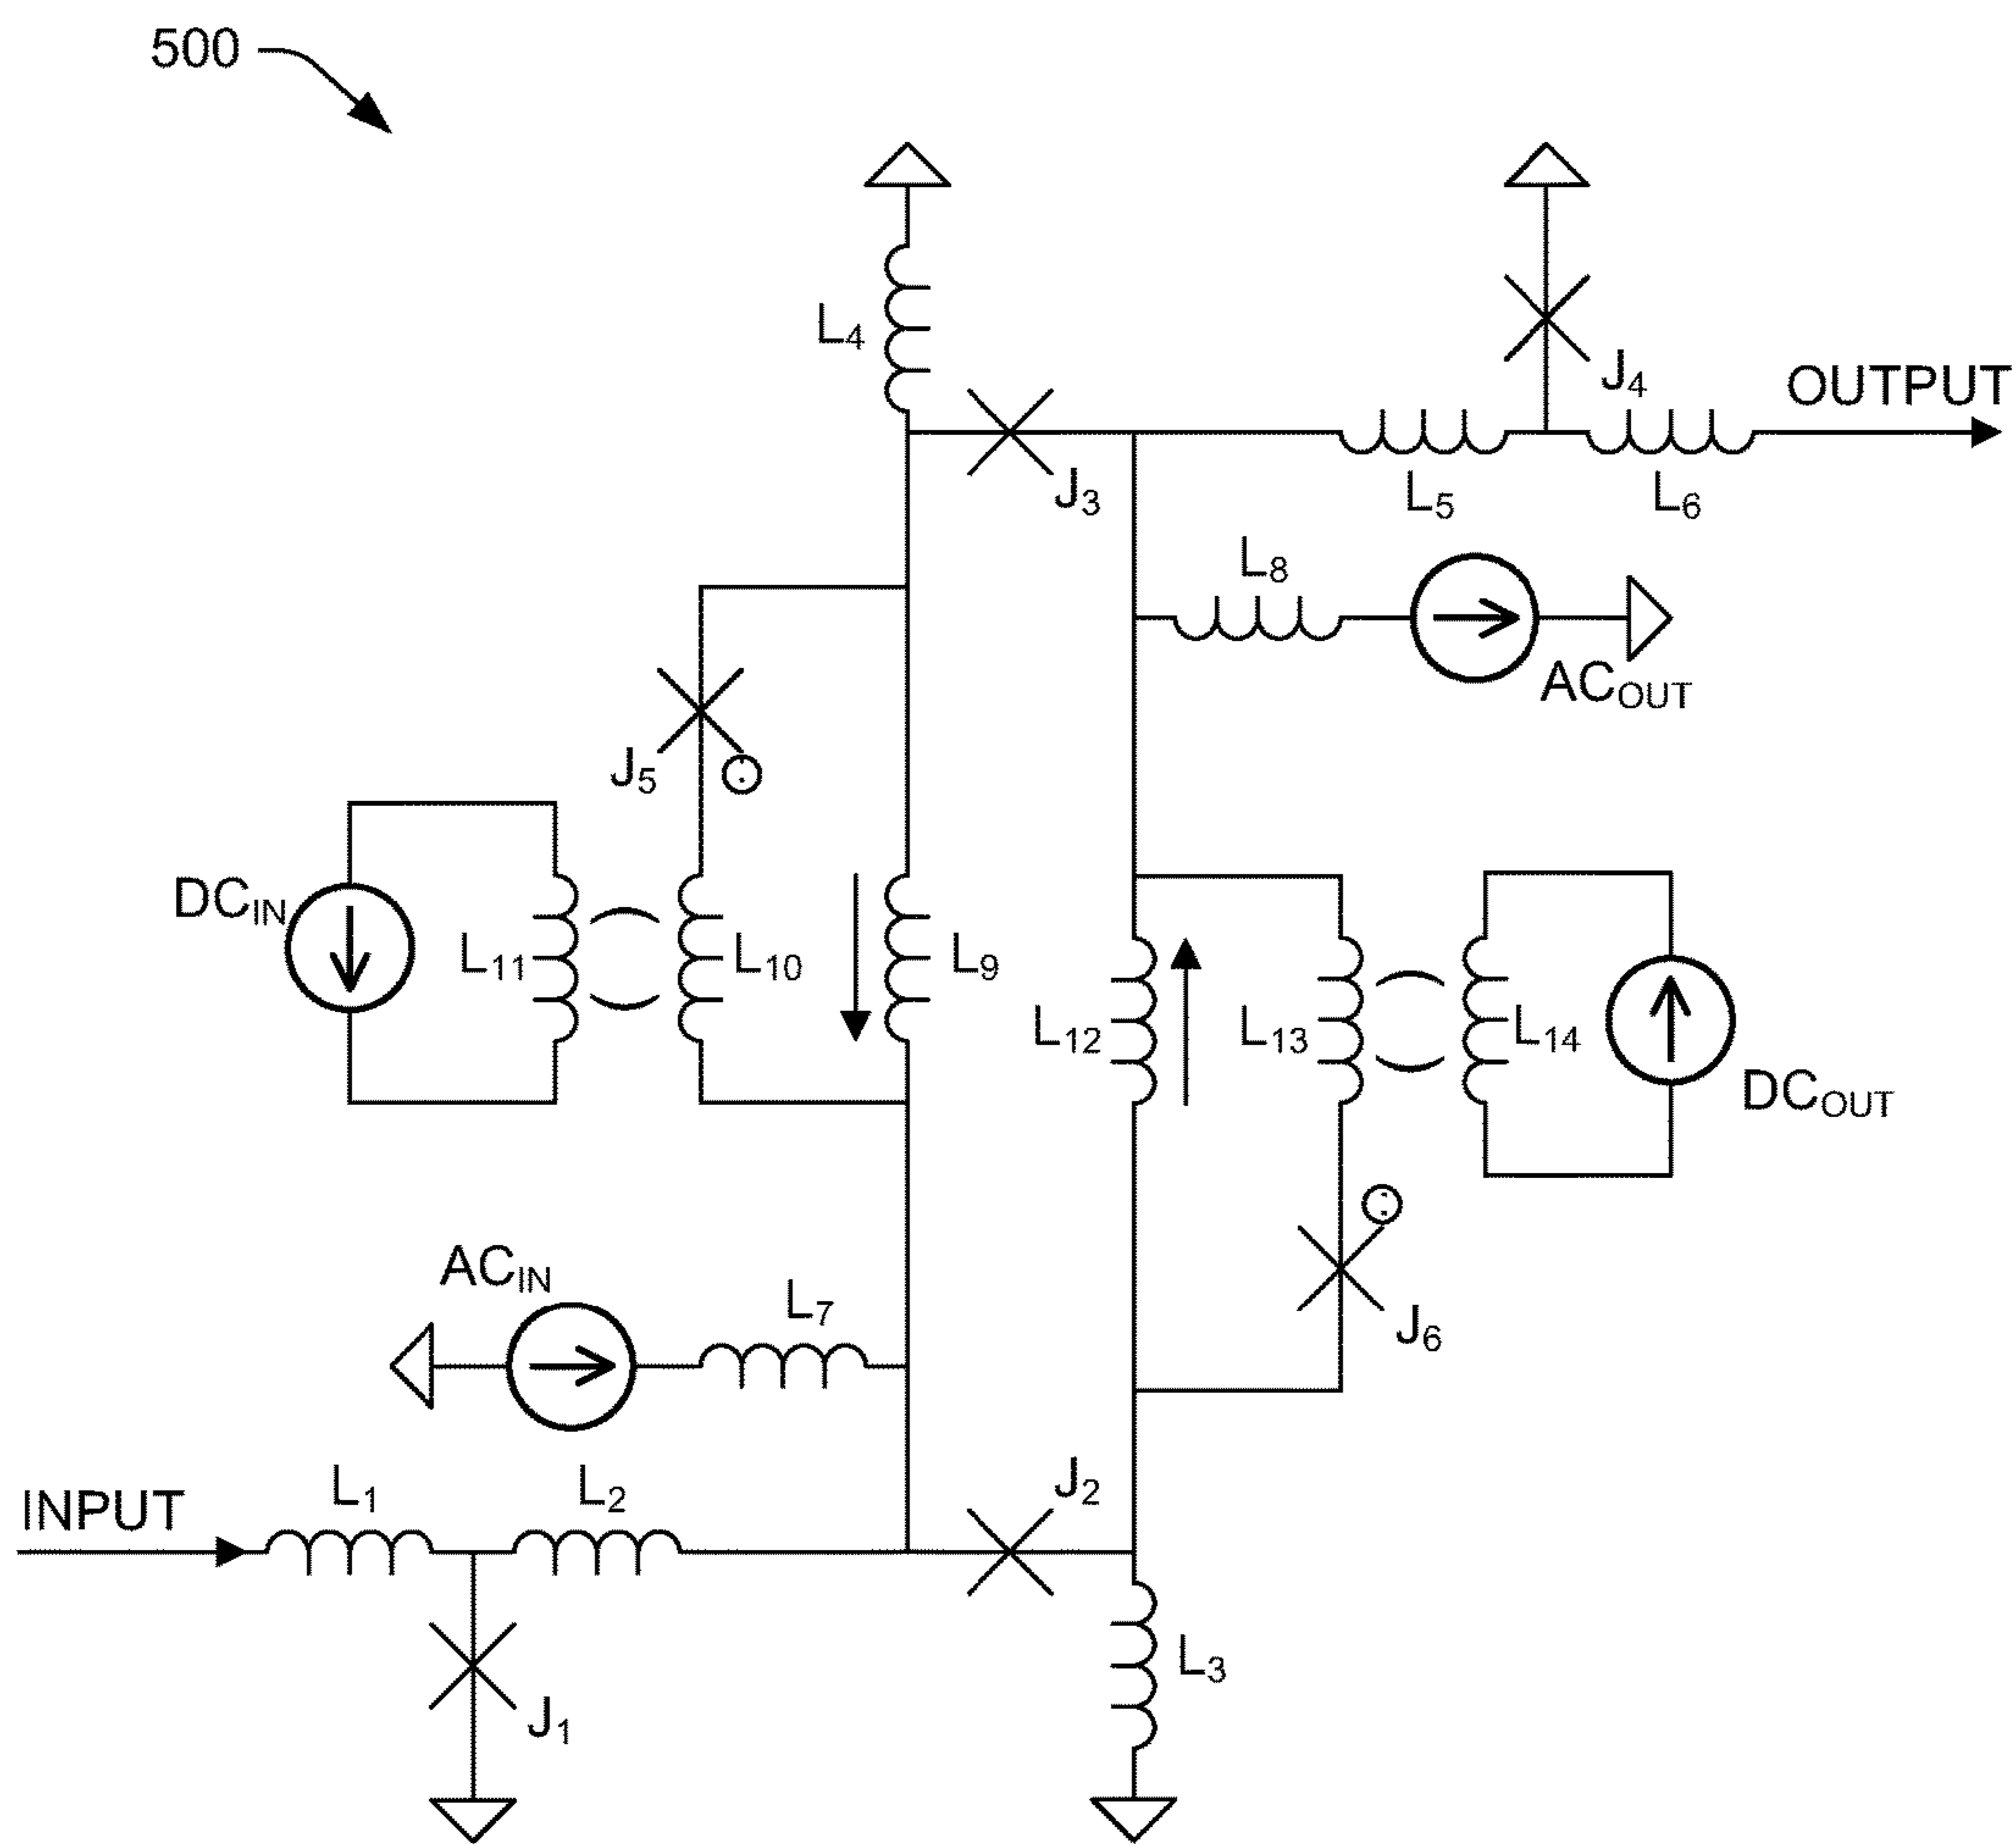 500
L4
J3
J4
OUTPUT
L5
L6
L8
ACOUT
J5
DCIN
L11
L10
L9
L12
L13
L14
DCOUT
ACIN
L7
J6
INPUT
L1
L2
J2
L3
J1